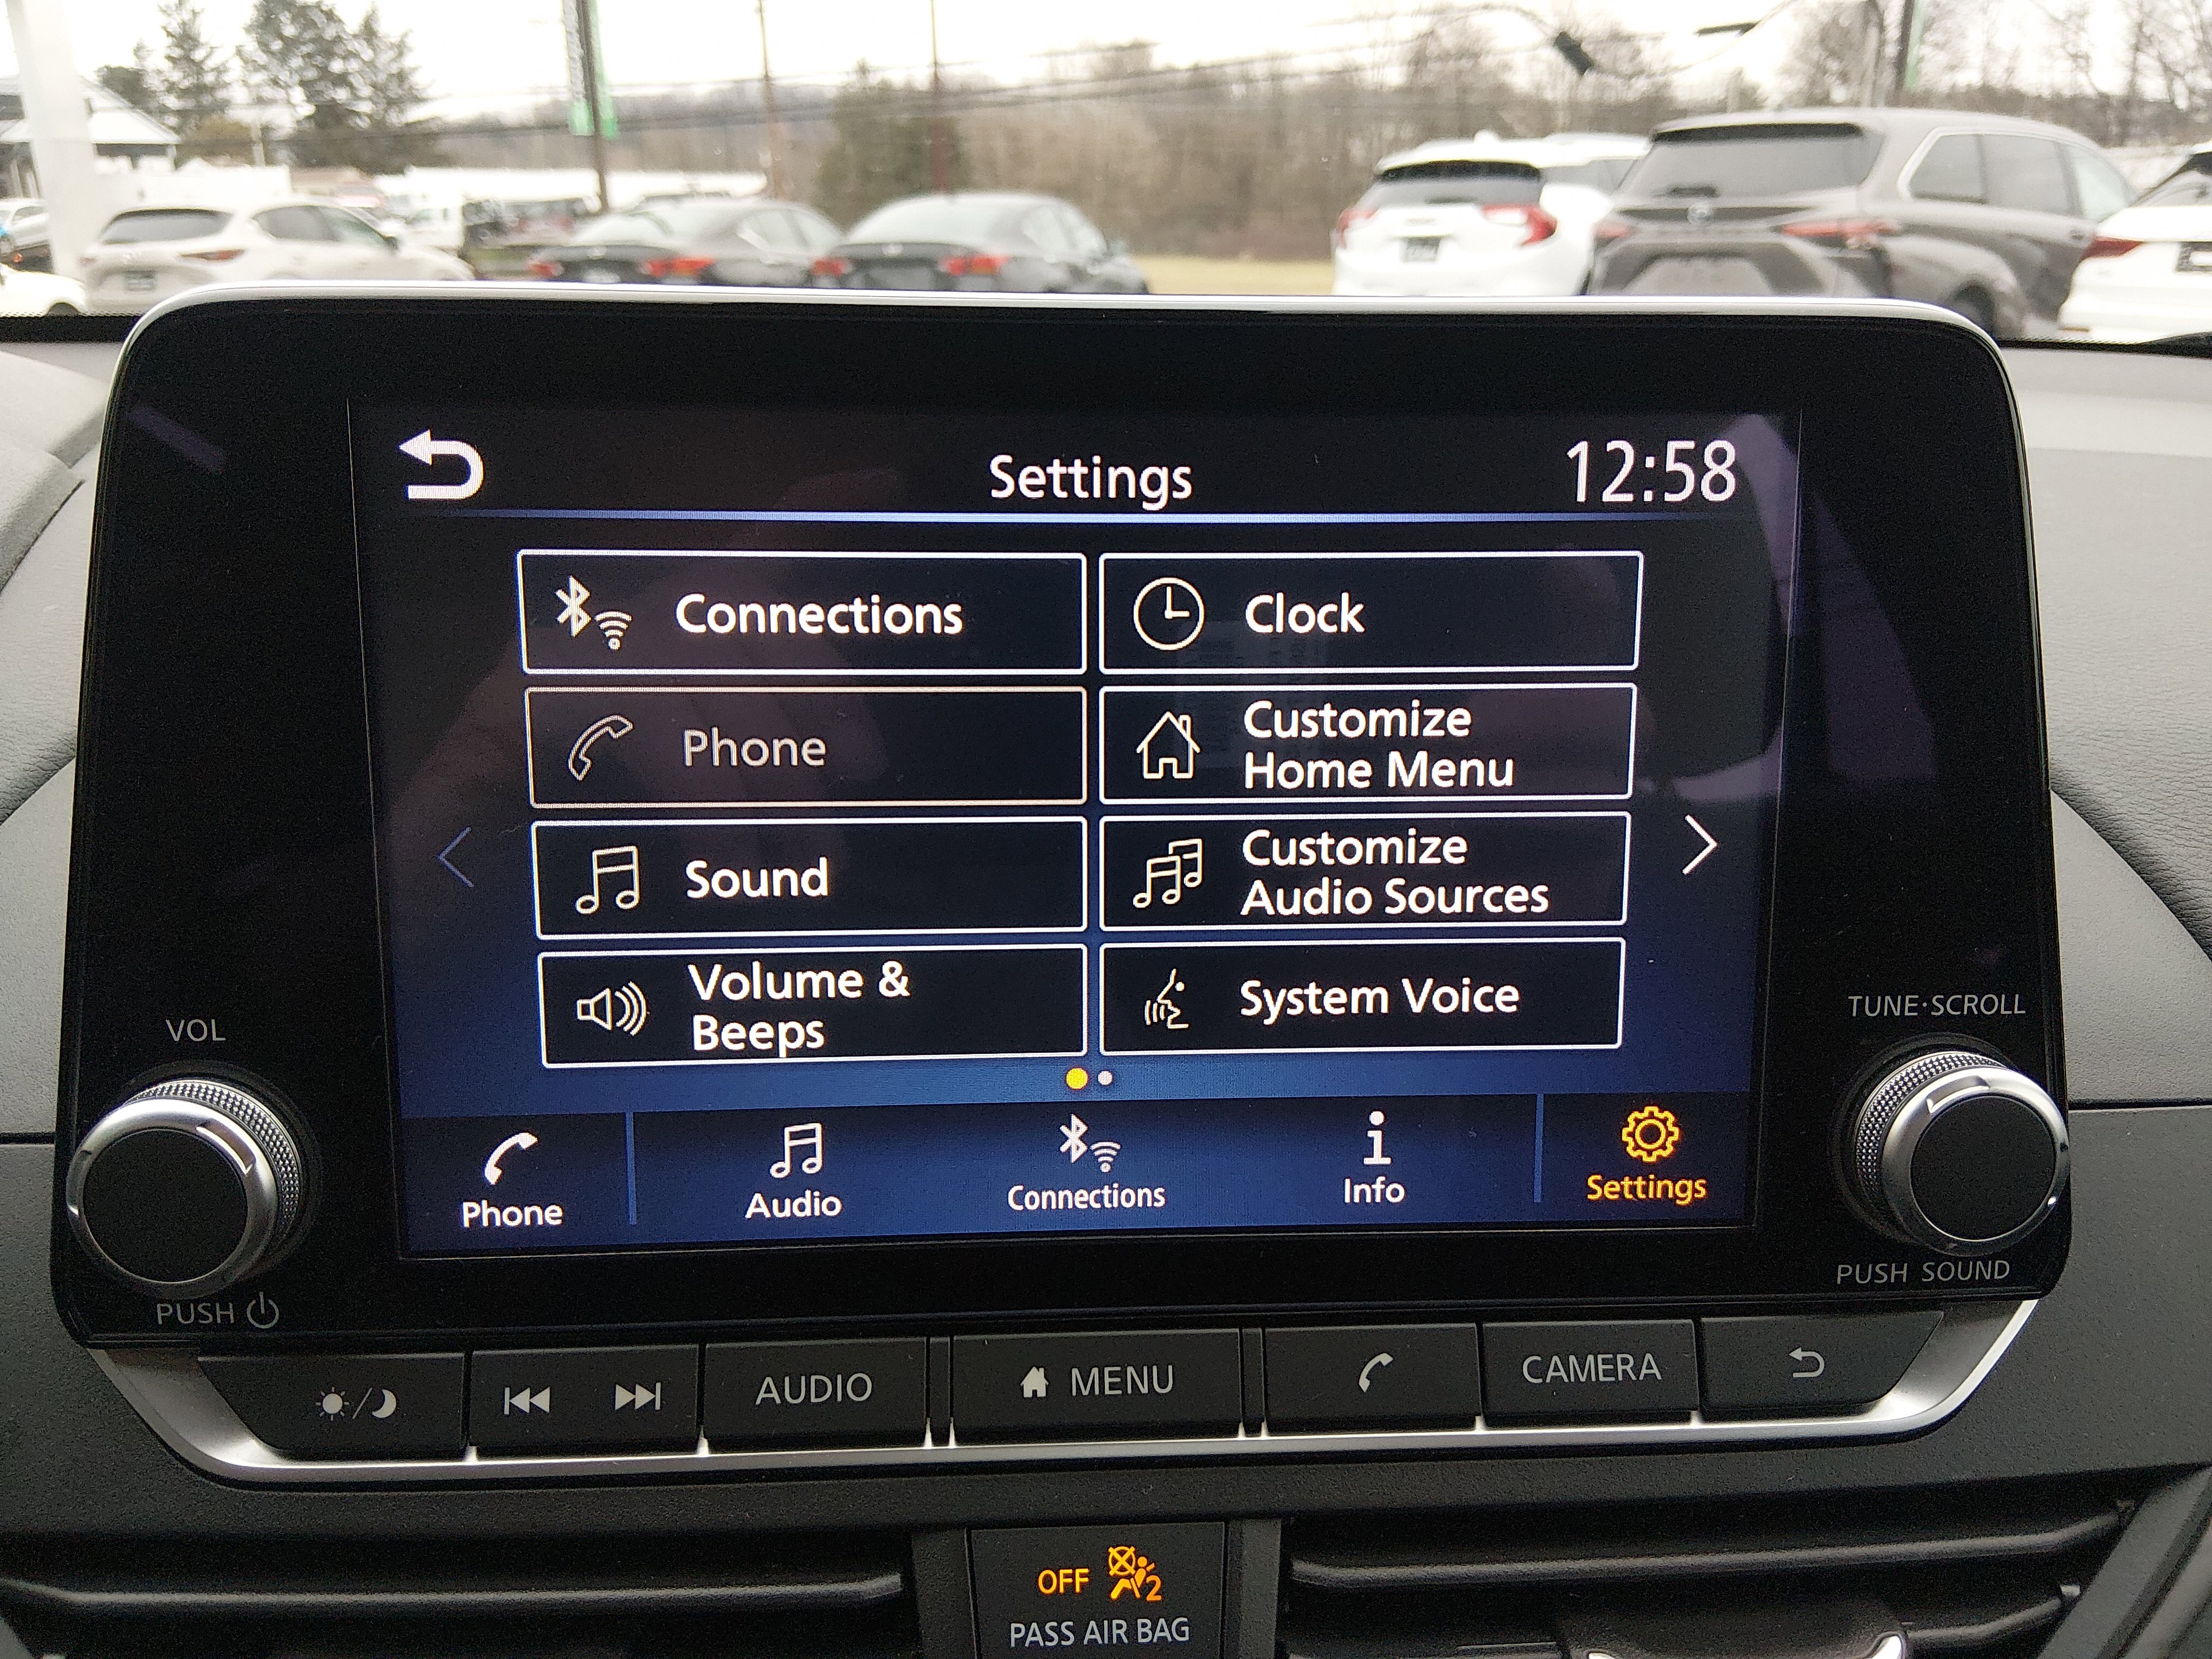 Settings
12:58
Connections
Clock
Phone
Customize
Home Menu
Sound
Customize
Audio Sources
Volume &
Beeps
System Voice
Phone
Audio
Connections
Info
Settings
VOL
PUSH
TUNE·SCROLL
PUSH SOUND
AUDIO
MENU
CAMERA
OFF
2
PASS AIR BAG